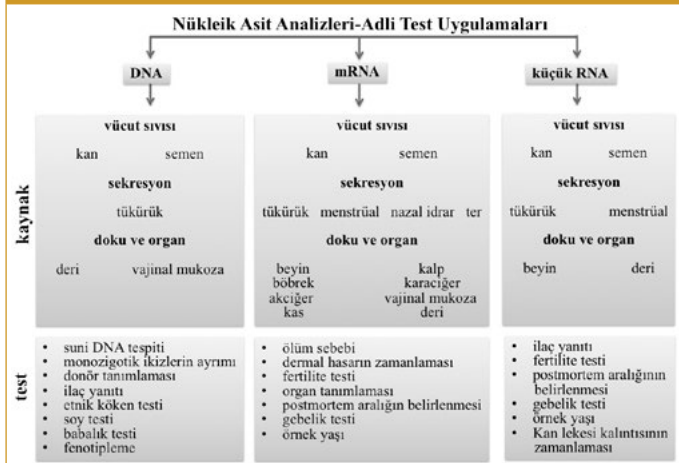 Nükleik Asit Analizleri-Adli Test Uygulamaları
DNA mRNA küçük RNA
kaynak
vücut sıvısı
kan semen
sekresyon
tükürük
doku ve organ
deri vajinal mukoza
vücut sıvısı
kan semen
sekresyon
tükürük menstrüal nazal idrar ter
doku ve organ
beyin kalp
böbrek karaciğer
akciğer vajinal mukoza
kas deri
vücut sıvısı
kan semen
sekresyon
tükürük menstrüal
doku ve organ
beyin deri
test
• suni DNA tespiti
• monozigotik ikizlerin ayrımı
• donör tanımlaması
• ilaç yanıtı
• etnik köken testi
• soy testi
• babalık testi
• fenotipleme
• ölüm sebebi
• dermal hasarın zamanlaması
• fertilite testi
• organ tanımlaması
• postmortem aralığın belirlenmesi
• gebelik testi
• örnek yaşı
• ilaç yanıtı
• fertilite testi
• postmortem aralığının
belirlenmesi
• gebelik testi
• örnek yaşı
• Kan lekesi kalıntısının
zamanlaması